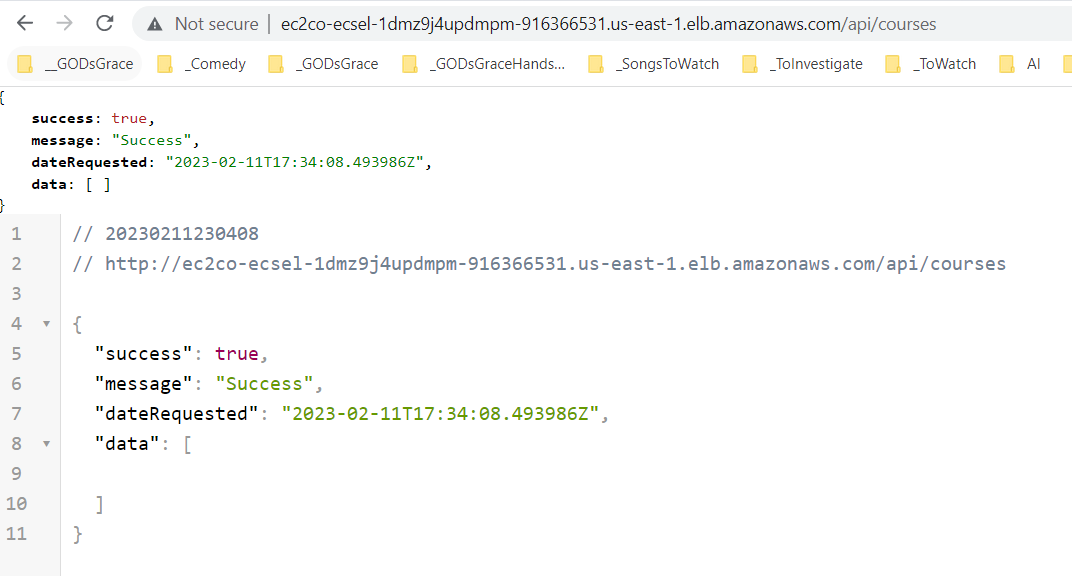 Not secure | ec2co-ecsel-1dmz9j4updmpm-916366531.us-east-1.elb.amazonaws.com/api/courses
__GODsGrace _Comedy _GODsGrace _GODsGraceHands... _SongsToWatch _ToInvestigate _ToWatch AI
{
success: true,
message: "Success",
dateRequested: "2023-02-11T17:34:08.493986Z",
data: [ ]
}
1 // 20230211230408
2 // http://ec2co-ecsel-1dmz9j4updmpm-916366531.us-east-1.elb.amazonaws.com/api/courses
3
4 {
5 "success": true,
6 "message": "Success",
7 "dateRequested": "2023-02-11T17:34:08.493986Z",
8 "data": [
9
10 ]
11 }